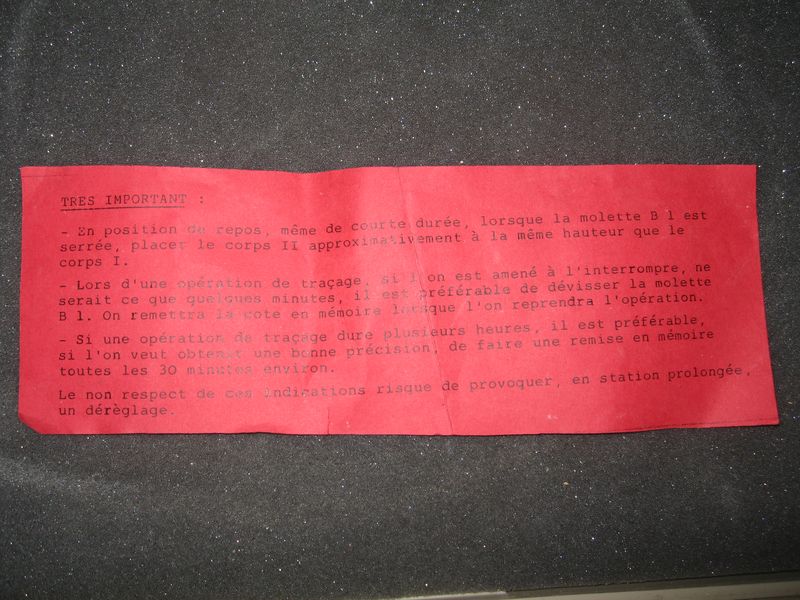 TRES IMPORTANT :
- En position de repos, même de courte durée, lorsque la molette B 1 est
serrée, placer le corps II approximativement à la même hauteur que le
corps I.
- Lors d'une opération de traçage, si l'on est amené à l'interrompre, ne
serait ce que quelques minutes, il est préférable de dévisser la molette
B 1. On remettra la cote en mémoire lorsque l'on reprendra l'opération.
- Si une opération de traçage dure plusieurs heures, il est préférable,
si l'on veut obtenir une bonne précision, de faire une remise en mémoire
toutes les 30 minutes environ.
Le non respect de ces indications risque de provoquer, en station prolongée,
un dérèglage.